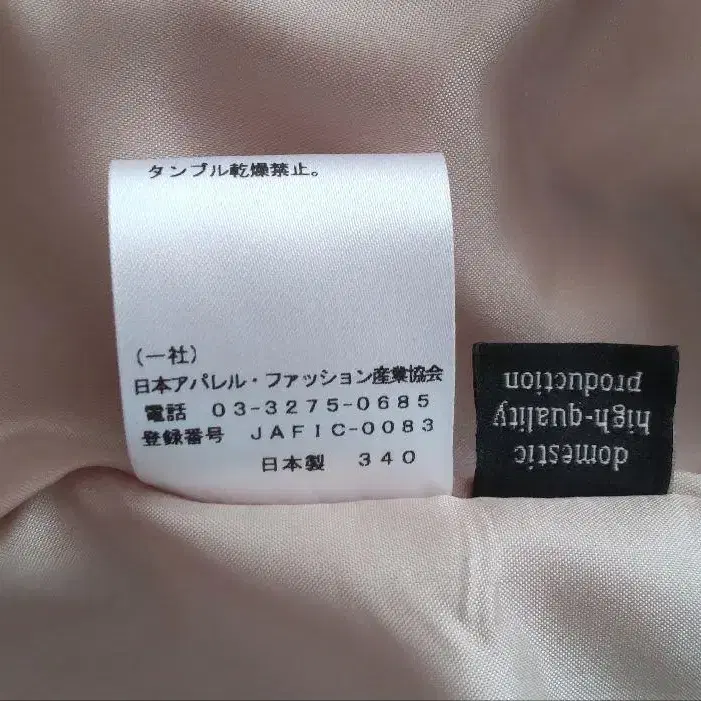 タンブル乾燥禁止。
(一社)
日本アパレル・ファッション産業協会
電話 03-3275-0685
登録番号 JAFIC-0083
日本製 340
domestic
high-quality
production